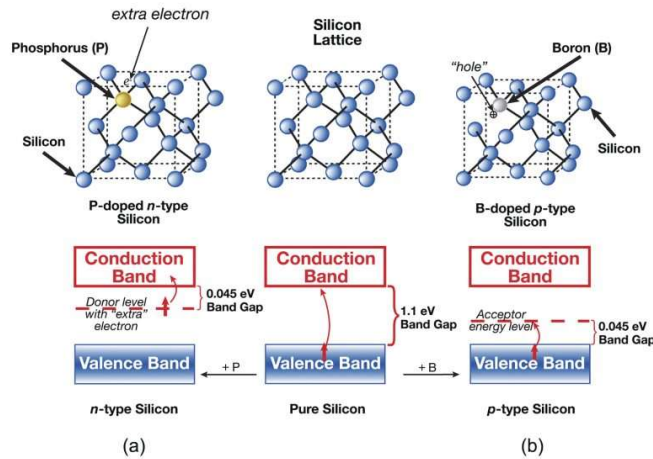 extra electron
Phosphorus (P)
e⁻
Silicon
P-doped n-type
Silicon
Silicon
Lattice
Boron (B)
"hole"
⊕
Silicon
B-doped p-type
Silicon
Conduction
Band
0.045 eV
Band Gap
Donor level
with "extra"
electron
Valence Band
n-type Silicon
+ P
Conduction
Band
1.1 eV
Band Gap
Valence Band
Pure Silicon
+ B
Conduction
Band
Acceptor
energy level
0.045 eV
Band Gap
Valence Band
p-type Silicon
(a)
(b)